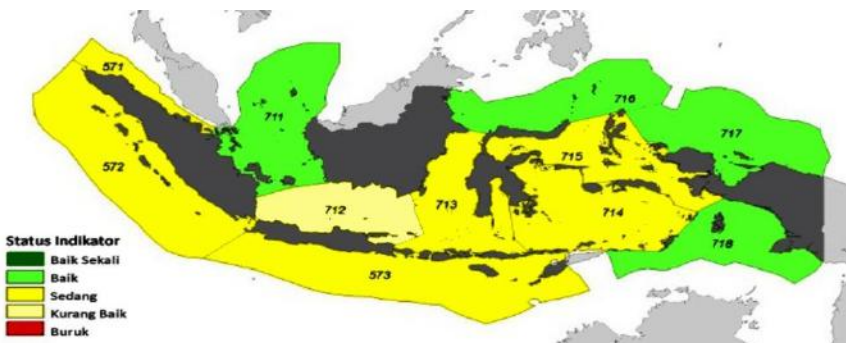 571
572
711
712
713
573
716
715
714
717
718
Status Indikator
Baik Sekali
Baik
Sedang
Kurang Baik
Buruk